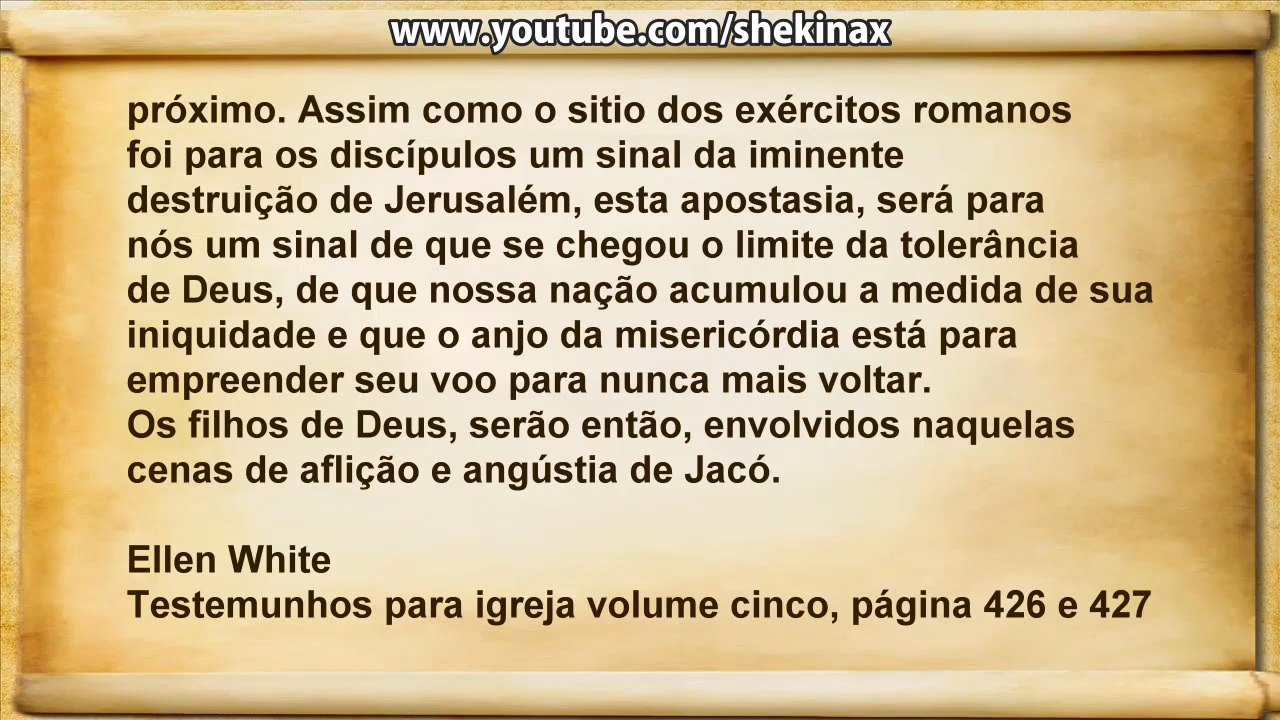 www.youtube.com/shekinax
próximo. Assim como o sitio dos exércitos romanos
foi para os discípulos um sinal da iminente
destruição de Jerusalém, esta apostasia, será para
nós um sinal de que se chegou o limite da tolerância
de Deus, de que nossa nação acumulou a medida de sua
iniquidade e que o anjo da misericórdia está para
empreender seu voo para nunca mais voltar.
Os filhos de Deus, serão então, envolvidos naquelas
cenas de aflição e angústia de Jacó.
Ellen White
Testemunhos para igreja volume cinco, página 426 e 427